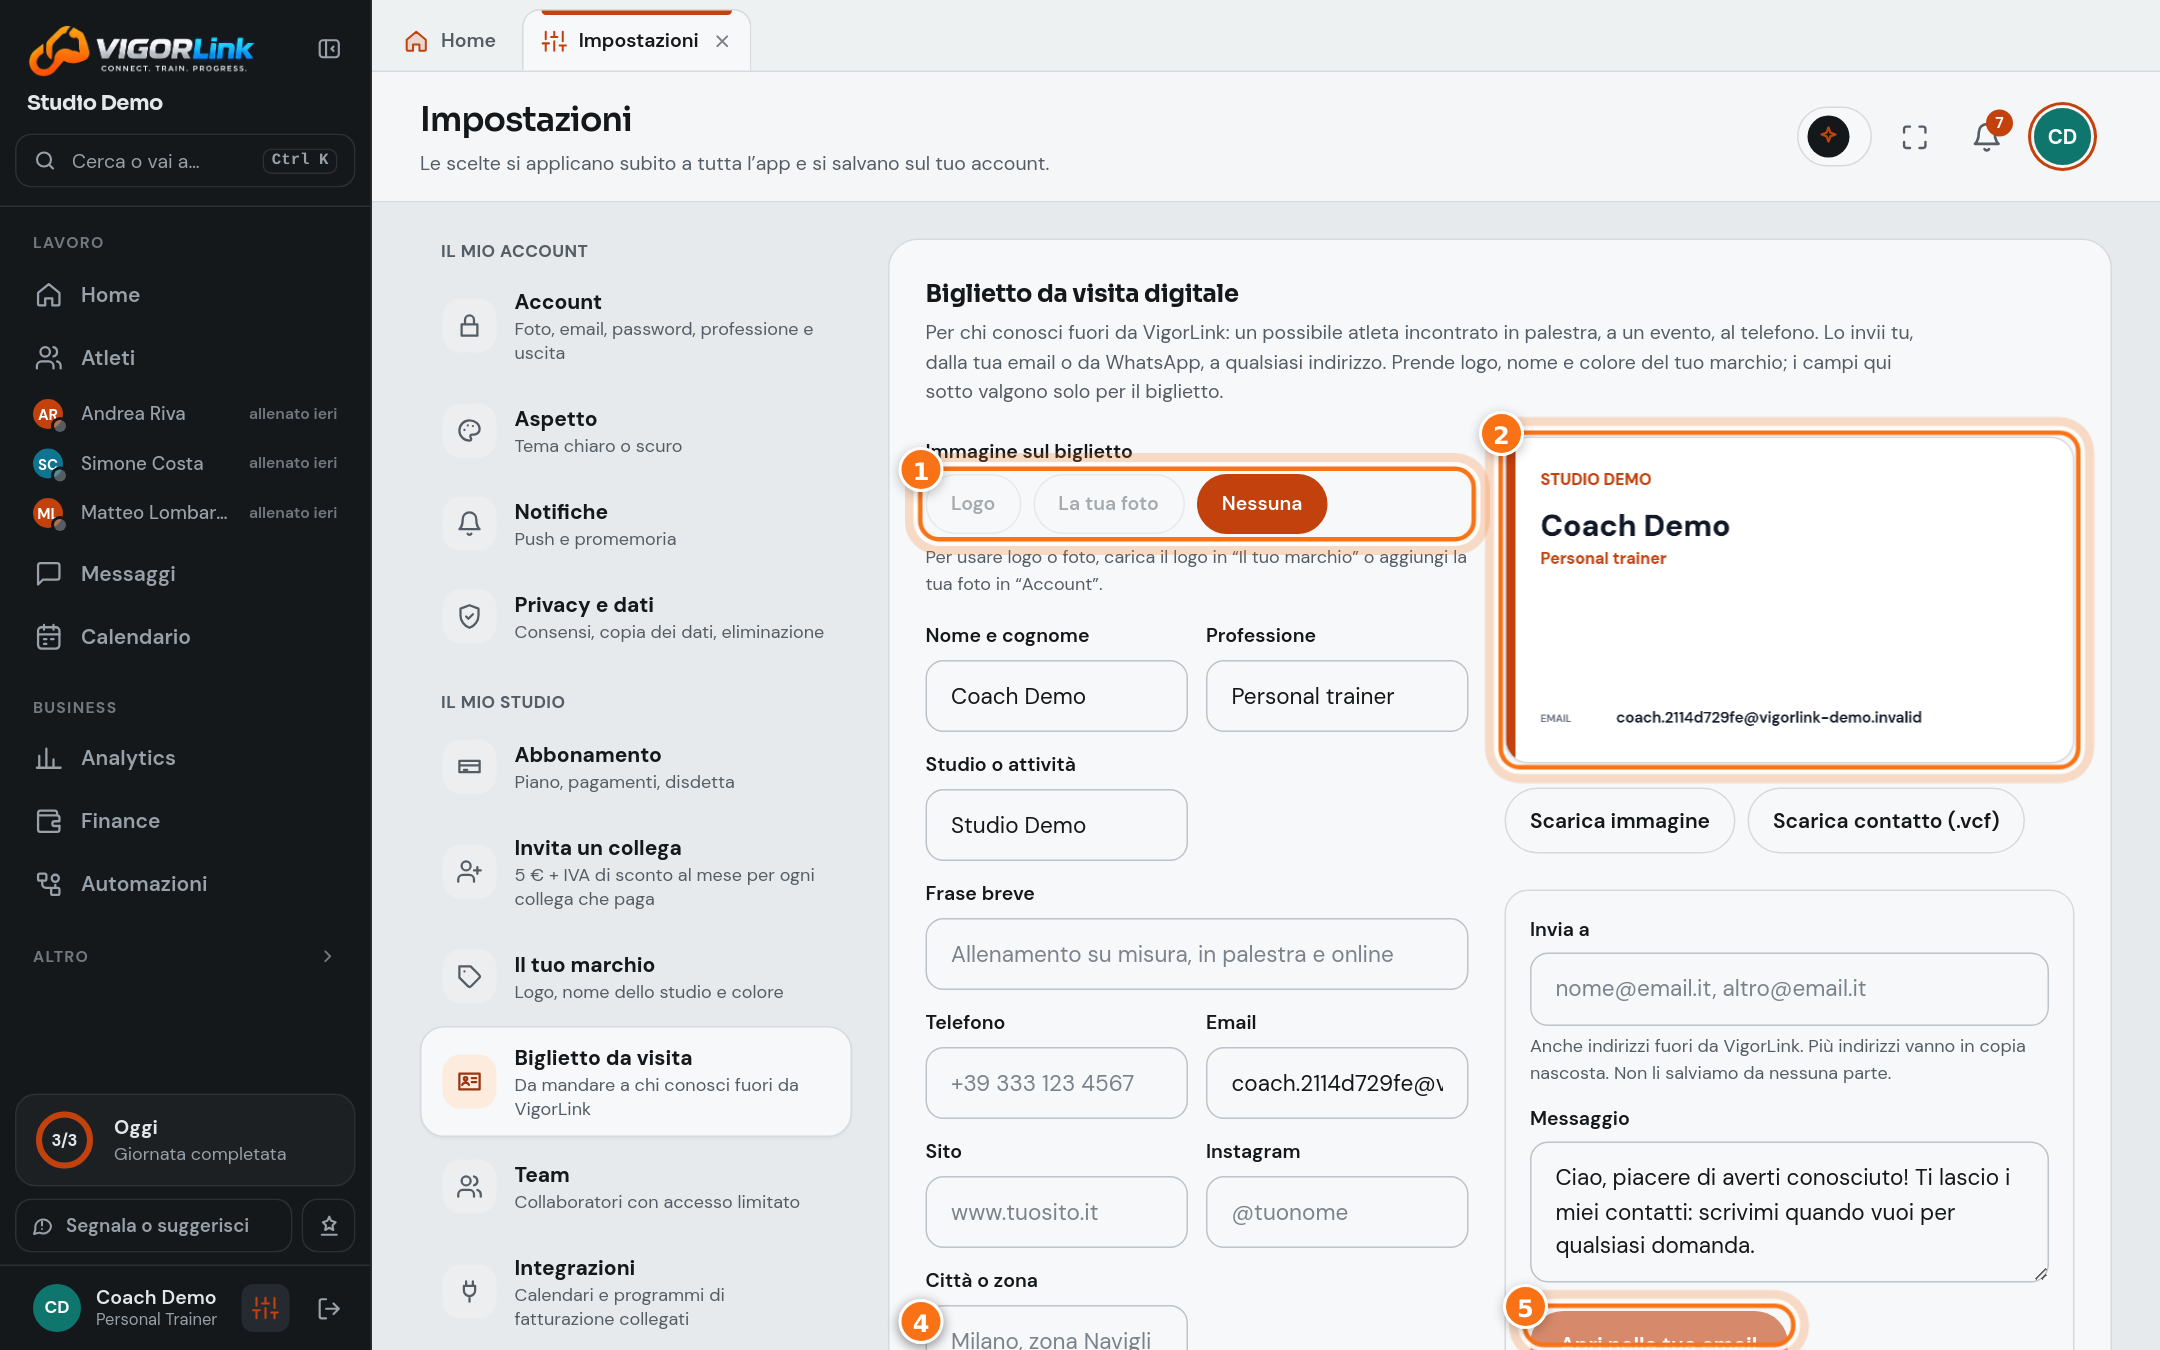 VIGORLink
CONNECT. TRAIN. PROGRESS.
Studio Demo
Cerca o vai a...
Ctrl K
LAVORO
Home
Atleti
AR
Andrea Riva
allenato ieri
SC
Simone Costa
allenato ieri
Matteo Lombar...
allenato ieri
Messaggi
Calendario
BUSINESS
Analytics
Finance
Automazioni
ALTRO
3/3
Oggi
Giornata completata
Segnala o suggerisci
CD
Coach Demo
Personal Trainer
Home
Impostazioni
Impostazioni
Le scelte si applicano subito a tutta l’app e si salvano sul tuo account.
7
CD
IL MIO ACCOUNT
Account
Foto, email, password, professione e
uscita
Aspetto
Tema chiaro o scuro
Notifiche
Push e promemoria
Privacy e dati
Consensi, copia dei dati, eliminazione
IL MIO STUDIO
Abbonamento
Piano, pagamenti, disdetta
Invita un collega
5 € + IVA di sconto al mese per ogni
collega che paga
Il tuo marchio
Logo, nome dello studio e colore
Biglietto da visita
Da mandare a chi conosci fuori da
VigorLink
Team
Collaboratori con accesso limitato
Integrazioni
Calendari e programmi di
fatturazione collegati
Biglietto da visita digitale
Per chi conosci fuori da VigorLink: un possibile atleta incontrato in palestra, a un evento, al telefono. Lo invii tu,
dalla tua email o da WhatsApp, a qualsiasi indirizzo. Prende logo, nome e colore del tuo marchio; i campi qui
sotto valgono solo per il biglietto.
Immagine sul biglietto
1
Logo
La tua foto
Nessuna
Per usare logo o foto, carica il logo in “Il tuo marchio” o aggiungi la
tua foto in “Account”.
Nome e cognome
Professione
Coach Demo
Personal trainer
Studio o attività
Studio Demo
Frase breve
Allenamento su misura, in palestra e online
Telefono
Email
+39 333 123 4567
coach.2114d729fe@v
Sito
Instagram
www.tuosito.it
@tuonome
Città o zona
4
Milano, zona Navigli
2
STUDIO DEMO
Coach Demo
Personal trainer
EMAIL
coach.2114d729fe@vigorlink-demo.invalid
Scarica immagine
Scarica contatto (.vcf)
Invia a
nome@email.it, altro@email.it
Anche indirizzi fuori da VigorLink. Più indirizzi vanno in copia
nascosta. Non li salviamo da nessuna parte.
Messaggio
Ciao, piacere di averti conosciuto! Ti lascio i
miei contatti: scrivimi quando vuoi per
qualsiasi domanda.
5
Apri nella tua email